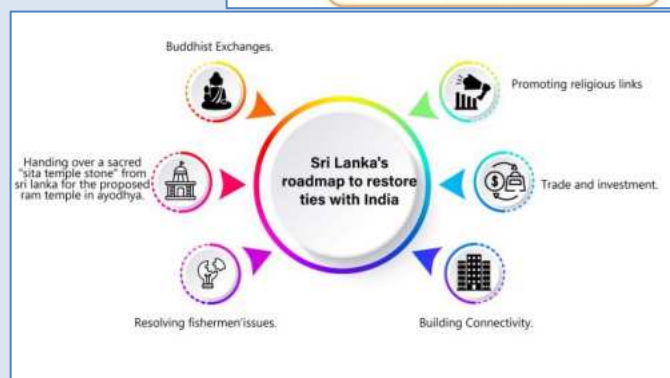 Buddhist Exchanges.
Promoting religious links
Handing over a sacred
"sita temple stone" from
sri lanka for the proposed
ram temple in ayodhya.
Sri Lanka's
roadmap to restore
ties with India
Trade and investment.
Resolving fishermen'issues.
Building Connectivity.